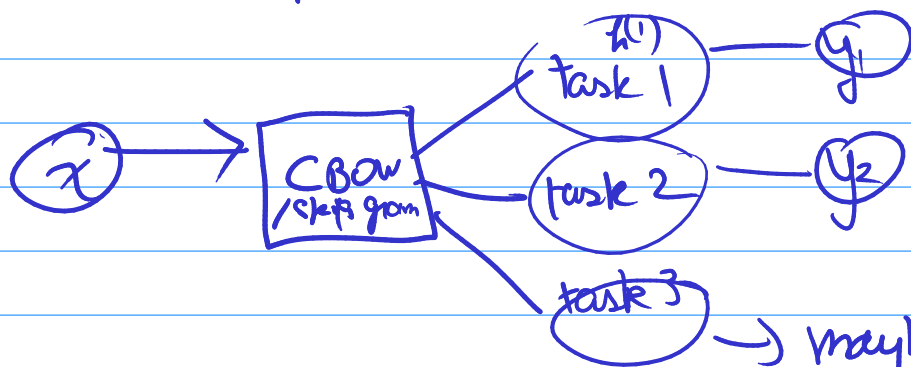 h(1)
task 1
y1
x
CBOW
/skip gram
task 2
y2
task 3